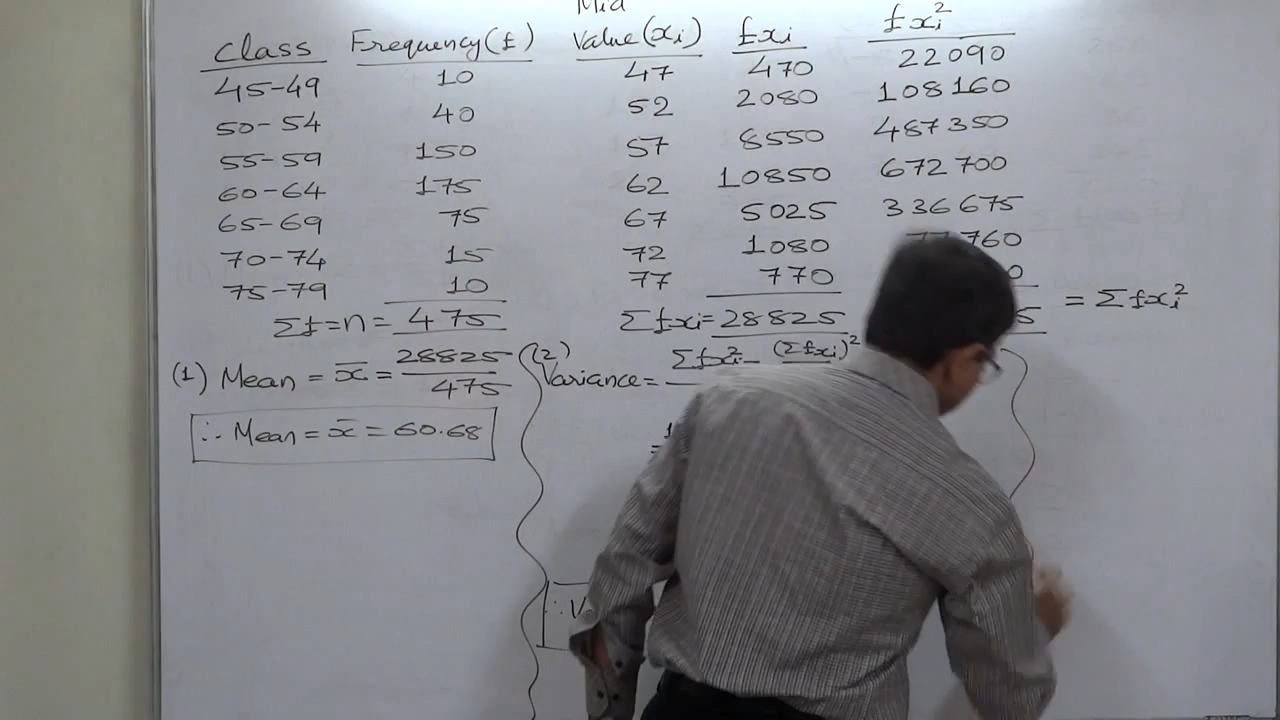 Mid
Class Frequency(f) Value(xᵢ) fxᵢ fxᵢ²
45-49 10 47 470 22090
50-54 40 52 2080 108160
55-59 150 57 8550 487350
60-64 175 62 10850 672700
65-69 75 67 5025 336675
70-74 15 72 1080 760
75-79 10 77 770 0
Σf=n= 475 Σfxᵢ= 28825 5 = Σfxᵢ²
(1) Mean = x̄ = 28825/475
∴ Mean = x̄ = 60.68
(2) Variance = Σfxᵢ² - (Σfxᵢ)²
=
∴ V